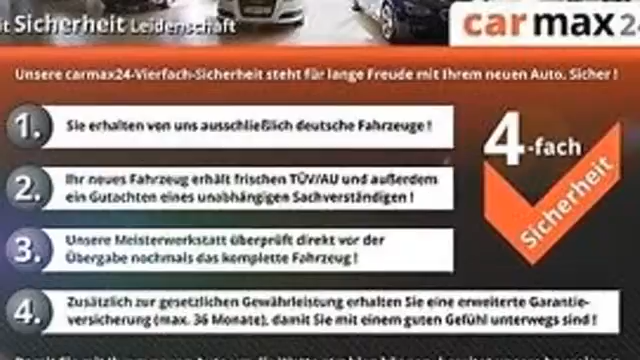 it Sicherheit Leidenschaft
carmax24
Unsere carmax24-Vierfach-Sicherheit steht für lange Freude mit Ihrem neuen Auto. Sicher!
1. Sie erhalten von uns ausschließlich deutsche Fahrzeuge!
4-fach
Sicherheit
2. Ihr neues Fahrzeug erhält frischen TÜV/AU und außerdem
ein Gutachten eines unabhängigen Sachverständigen!
3. Unsere Meisterwerkstatt überprüft direkt vor der
Übergabe nochmals das komplette Fahrzeug!
4. Zusätzlich zur gesetzlichen Gewährleistung erhalten Sie eine erweiterte Garantie-
versicherung (max. 36 Monate), damit Sie mit einem guten Gefühl unterwegs sind!